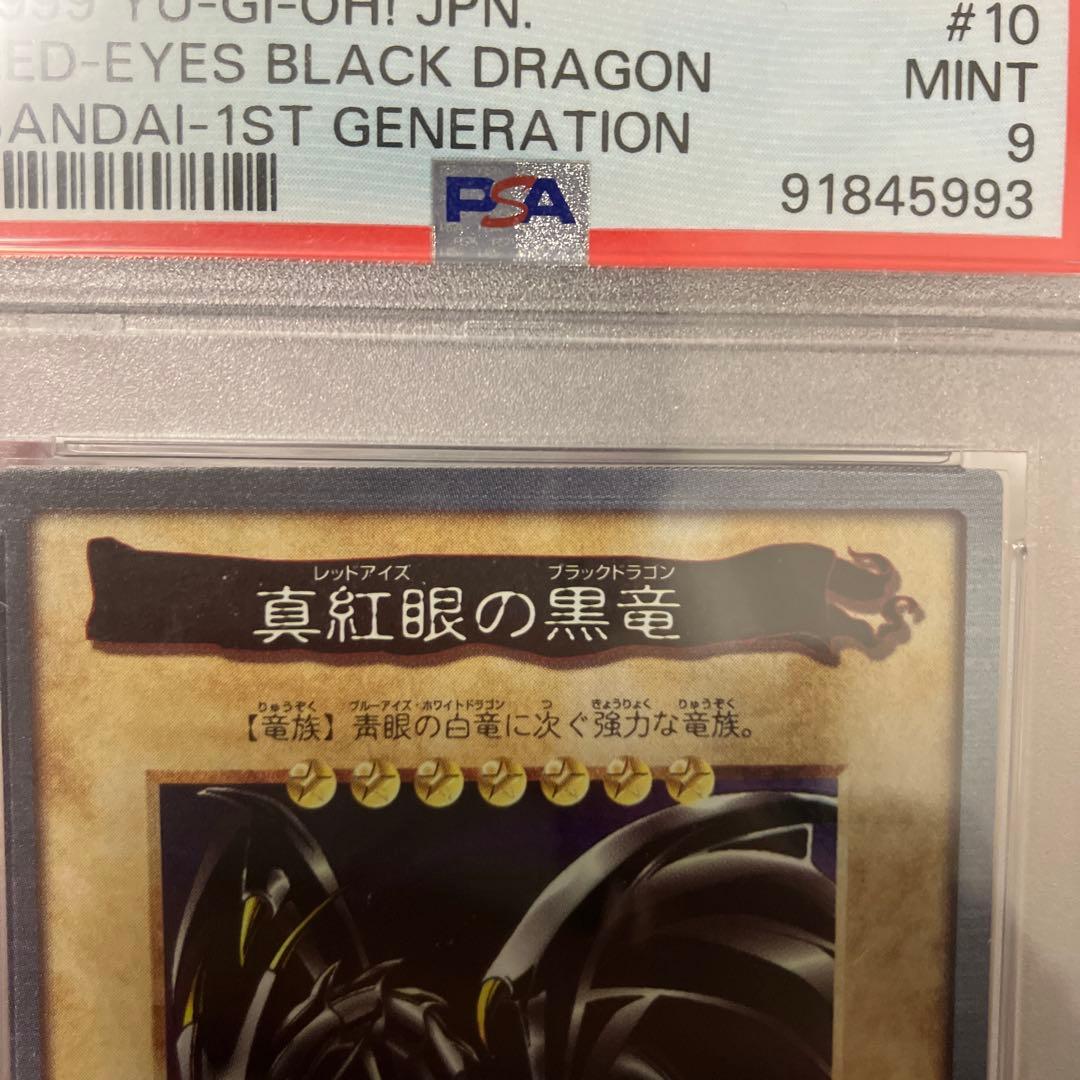 999 YU-GI-OH! JPN. #10
ED-EYES BLACK DRAGON MINT
ANDAI-1ST GENERATION 9
PSA 91845993
レッドアイズ ブラックドラゴン
真紅眼の黒竜
りゅうぞく ブルーアイズ・ホワイトドラゴン つ きょうりょく りゅうぞく
【竜族】青眼の白竜に次ぐ強力な竜族。